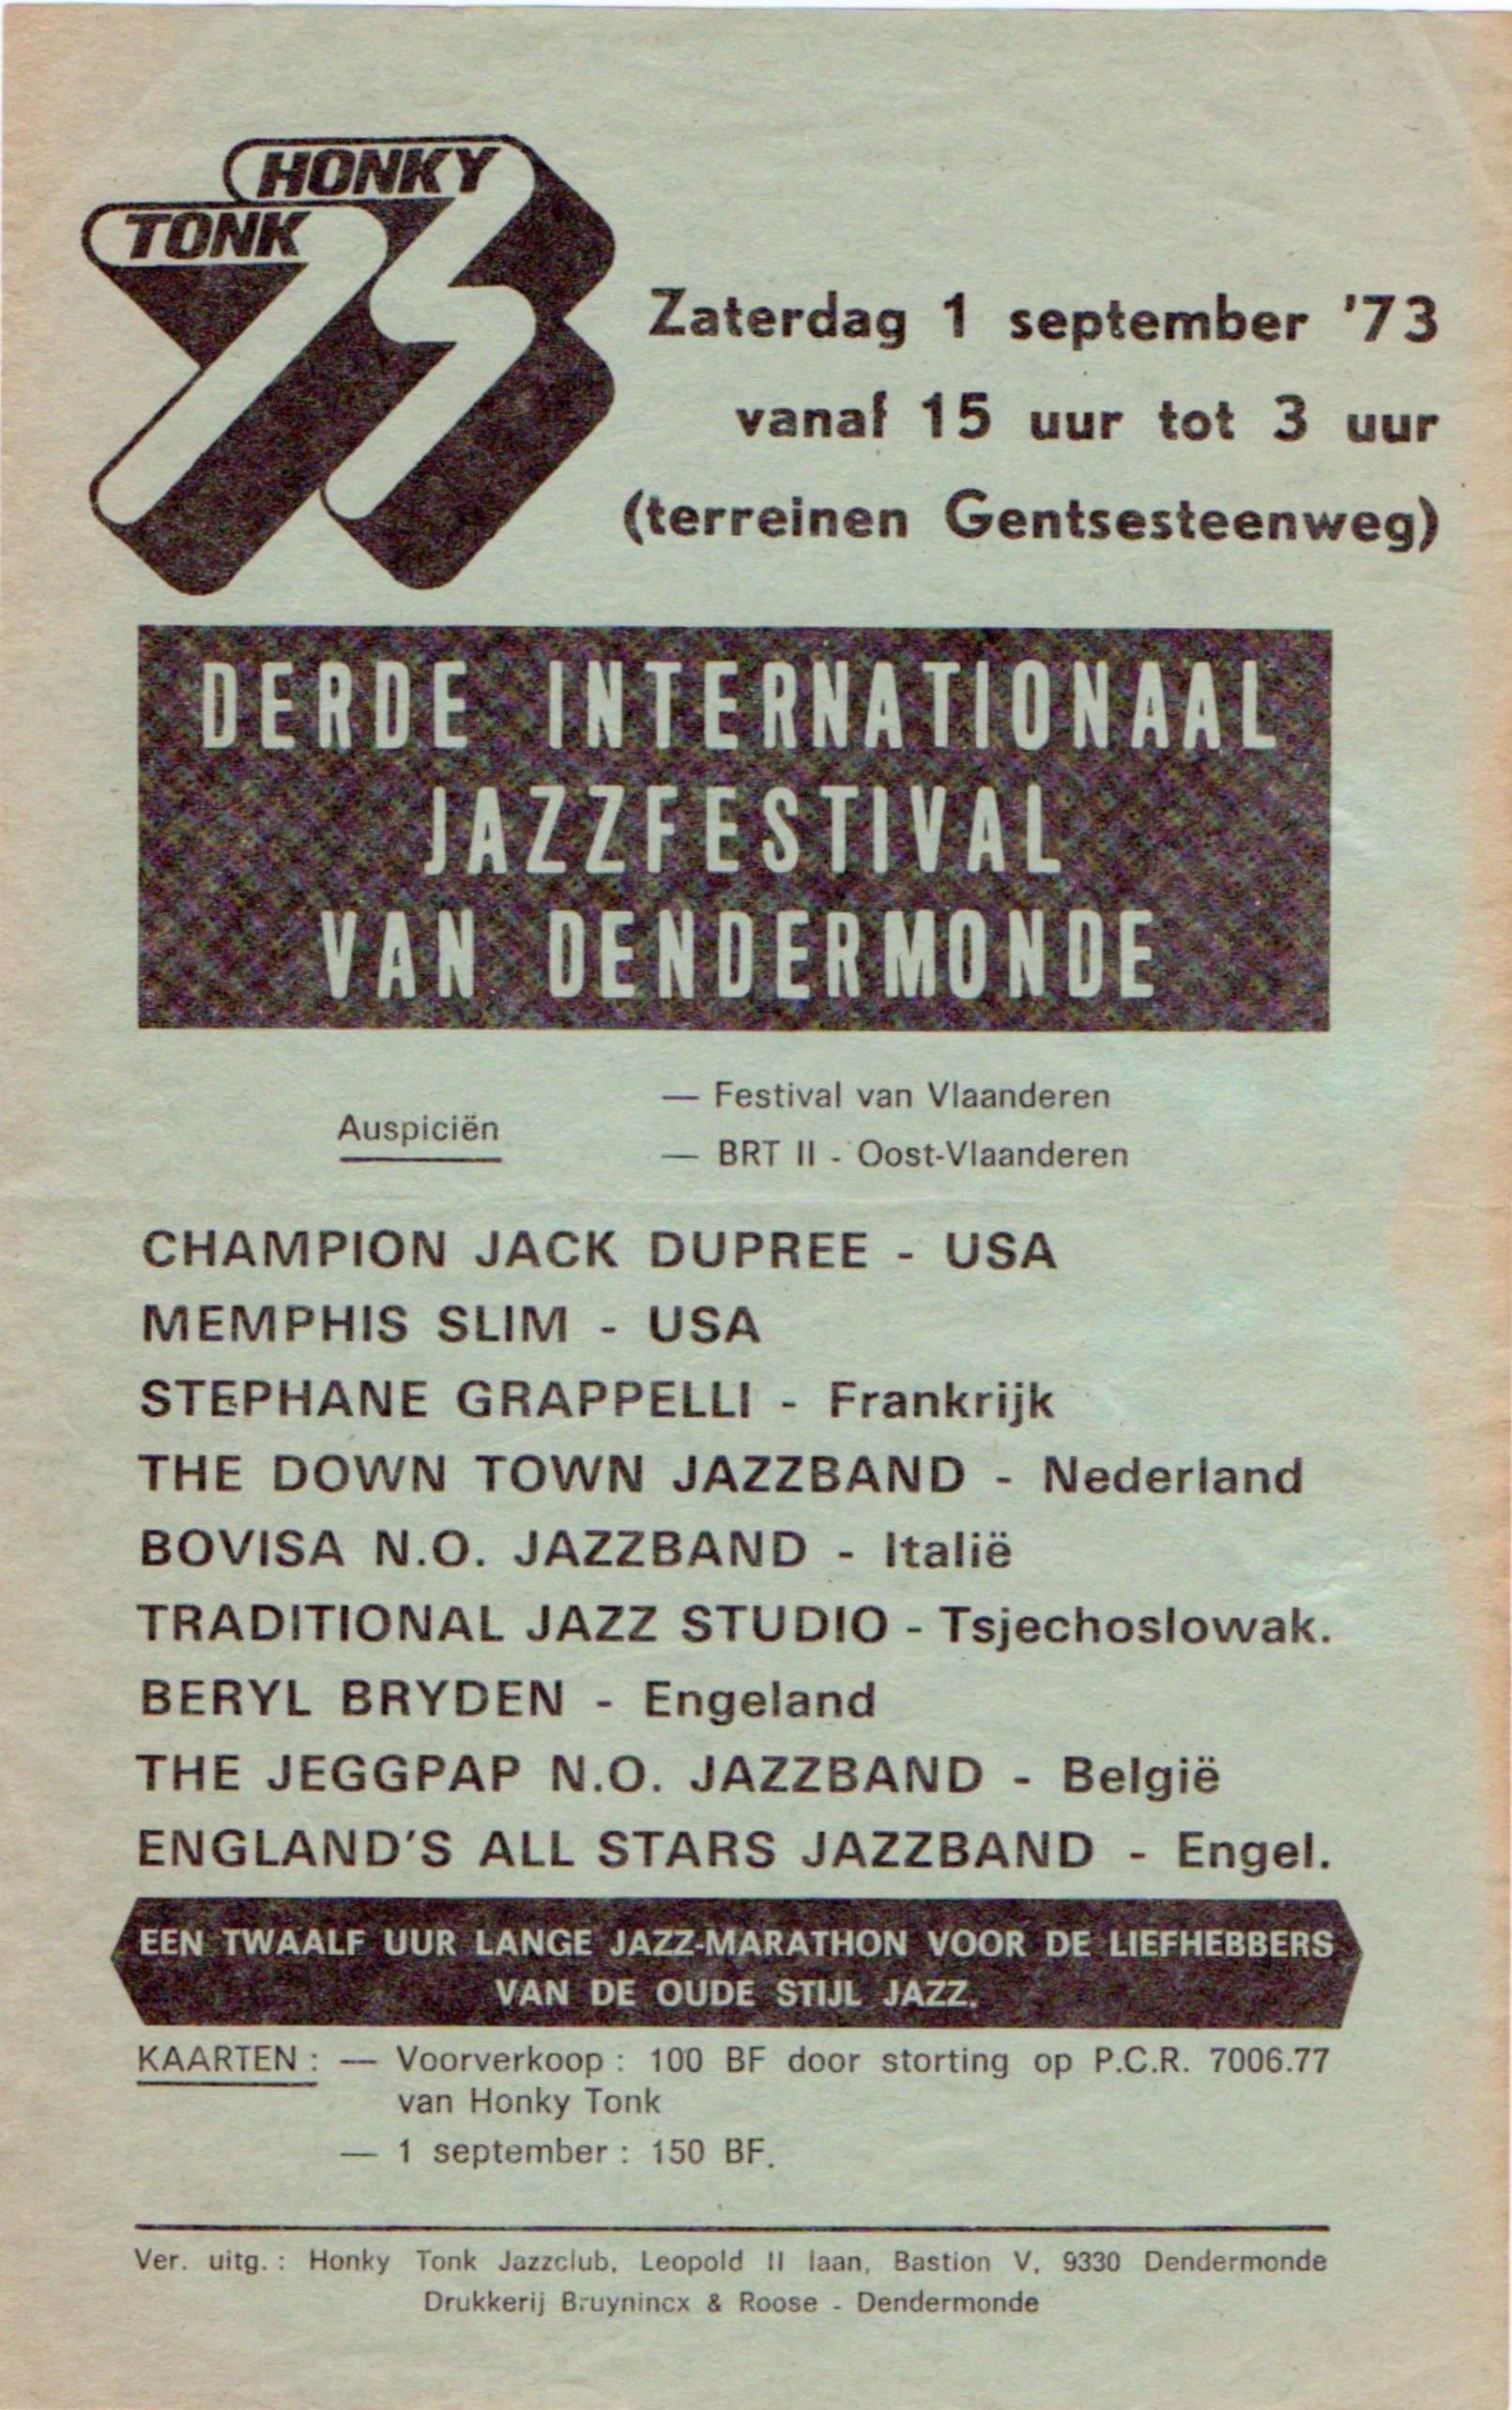 HONKY
TONK
73
Zaterdag 1 september '73
vanaf 15 uur tot 3 uur
(terreinen Gentsesteenweg)
DERDE INTERNATIONAAL
JAZZFESTIVAL
VAN DENDERMONDE
Auspiciën
— Festival van Vlaanderen
— BRT II - Oost-Vlaanderen
CHAMPION JACK DUPREE - USA
MEMPHIS SLIM - USA
STEPHANE GRAPPELLI - Frankrijk
THE DOWN TOWN JAZZBAND - Nederland
BOVISA N.O. JAZZBAND - Italië
TRADITIONAL JAZZ STUDIO - Tsjechoslowak.
BERYL BRYDEN - Engeland
THE JEGGPAP N.O. JAZZBAND - België
ENGLAND'S ALL STARS JAZZBAND - Engel.
EEN TWAALF UUR LANGE JAZZ-MARATHON VOOR DE LIEFHEBBERS
VAN DE OUDE STIJL JAZZ.
KAARTEN : — Voorverkoop : 100 BF door storting op P.C.R. 7006.77
van Honky Tonk
— 1 september : 150 BF.
Ver. uitg. : Honky Tonk Jazzclub, Leopold II laan, Bastion V, 9330 Dendermonde
Drukkerij Bruynincx & Roose - Dendermonde